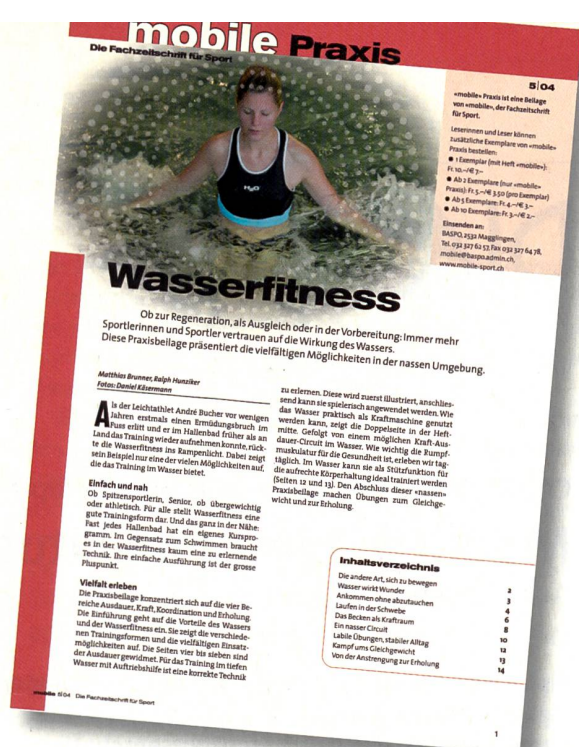 mobile Praxis
Die Fachzeitschrift für Sport
H₂O
5|04
«mobile» Praxis ist eine Beilage
von «mobile», der Fachzeitschrift
für Sport.
Leserinnen und Leser können
zusätzliche Exemplare von «mobile»
Praxis bestellen:
● 1 Exemplar (mit Heft «mobile»):
Fr. 10.–/€ 7.–
● Ab 2 Exemplare (nur «mobile»
Praxis): Fr. 5.–/€ 3.50 (pro Exemplar)
● Ab 5 Exemplare: Fr. 4.–/€ 3.–
● Ab 10 Exemplare: Fr. 3.–/€ 2.–
Einsenden an:
BASPO, 2532 Magglingen,
Tel. 032 327 62 57, Fax 032 327 64 78,
mobile@baspo.admin.ch,
www.mobile-sport.ch
Wasserfitness
Ob zur Regeneration, als Ausgleich oder in der Vorbereitung: Immer mehr
Sportlerinnen und Sportler vertrauen auf die Wirkung des Wassers.
Diese Praxisbeilage präsentiert die vielfältigen Möglichkeiten in der nassen Umgebung.
Matthias Brunner, Ralph Hunziker
Fotos: Daniel Käsermann
Als der Leichtathlet André Bucher vor wenigen
Jahren erstmals einen Ermüdungsbruch im
Fuss erlitt und er im Hallenbad früher als an
Land das Training wieder aufnehmen konnte, rück-
te die Wasserfitness ins Rampenlicht. Dabei zeigt
sein Beispiel nur eine der vielen Möglichkeiten auf,
die das Training im Wasser bietet.
Einfach und nah
Ob Spitzensportlerin, Senior, ob übergewichtig
oder athletisch. Für alle stellt Wasserfitness eine
gute Trainingsform dar. Und das ganz in der Nähe:
Fast jedes Hallenbad hat ein eigenes Kurspro-
gramm. Im Gegensatz zum Schwimmen braucht
es in der Wasserfitness kaum eine zu erlernende
Technik. Ihre einfache Ausführung ist der grosse
Pluspunkt.
Vielfalt erleben
Die Praxisbeilage konzentriert sich auf die vier Be-
reiche Ausdauer, Kraft, Koordination und Erholung.
Die Einführung geht auf die Vorteile des Wassers
und der Wasserfitness ein. Sie zeigt die verschiede-
nen Trainingsformen und die vielfältigen Einsatz-
möglichkeiten auf. Die Seiten vier bis sieben sind
der Ausdauer gewidmet. Für das Training im tiefen
Wasser mit Auftriebshilfe ist eine korrekte Technik
zu erlernen. Diese wird zuerst illustriert, anschlies-
send kann sie spielerisch angewendet werden. Wie
das Wasser praktisch als Kraftmaschine genutzt
werden kann, zeigt die Doppelseite in der Heft-
mitte. Gefolgt von einem möglichen Kraft-Aus-
dauer-Circuit im Wasser. Wie wichtig die Rumpf-
muskulatur für die Gesundheit ist, erleben wir tag-
täglich. Im Wasser kann sie als Stützfunktion für
die aufrechte Körperhaltung ideal trainiert werden
(Seiten 12 und 13). Den Abschluss dieser «nassen»
Praxisbeilage machen Übungen zum Gleichge-
wicht und zur Erholung.
Inhaltsverzeichnis
Die andere Art, sich zu bewegen 2
Wasser wirkt Wunder 3
Ankommen ohne abzutauchen 4
Laufen in der Schwebe 6
Das Becken als Kraftraum 8
Ein nasser Circuit 10
Labile Übungen, stabiler Alltag 12
Kampf ums Gleichgewicht 13
Von der Anstrengung zur Erholung 14
mobile 5|04 Die Fachzeitschrift für Sport
1